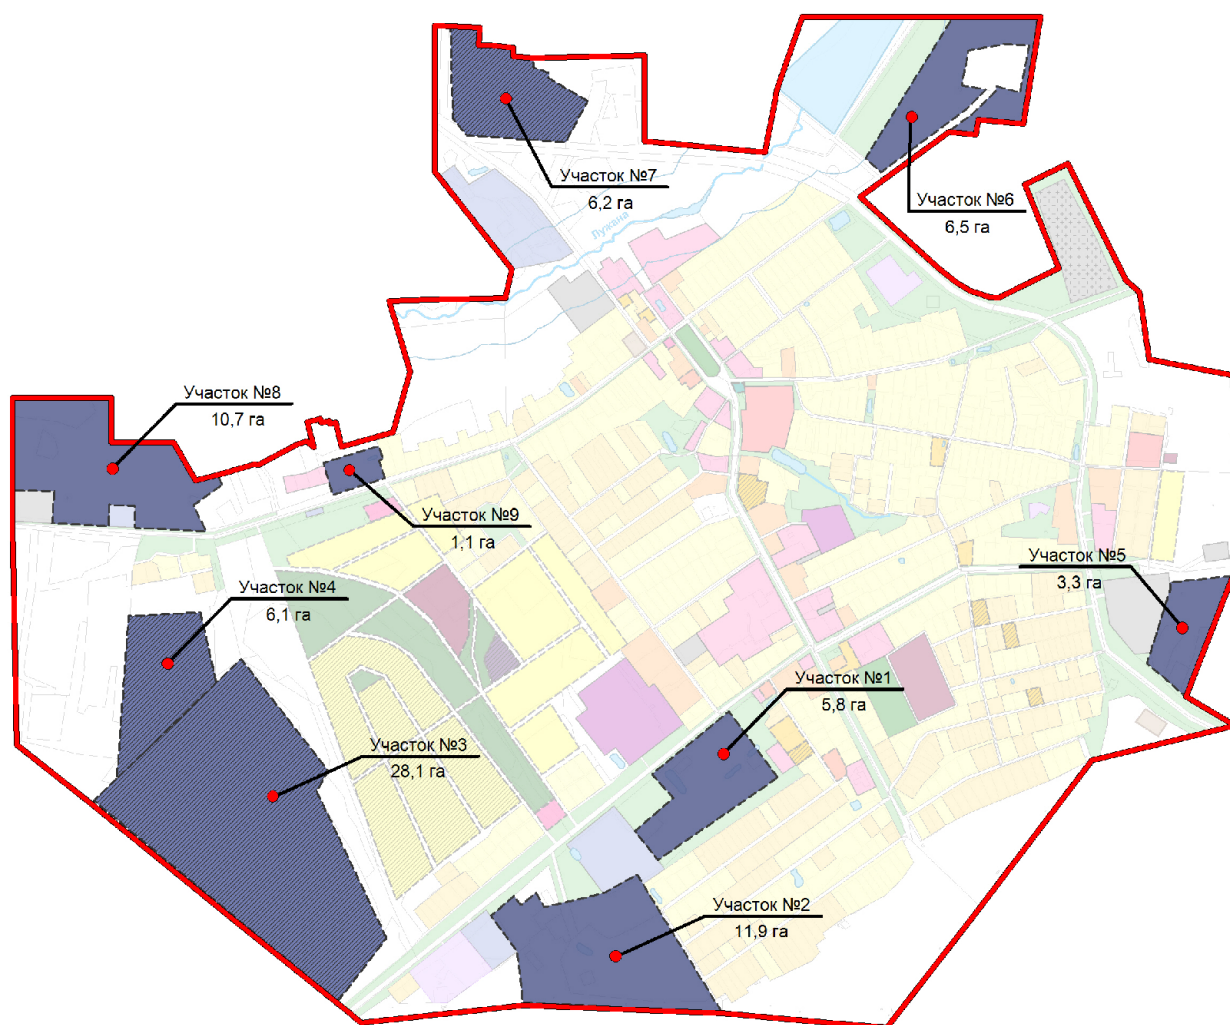 Участок №7
6,2 га
Участок №6
6,5 га
Лужана
Участок №8
10,7 га
Участок №9
1,1 га
Участок №5
3,3 га
Участок №4
6,1 га
Участок №1
5,8 га
Участок №3
28,1 га
Участок №2
11,9 га